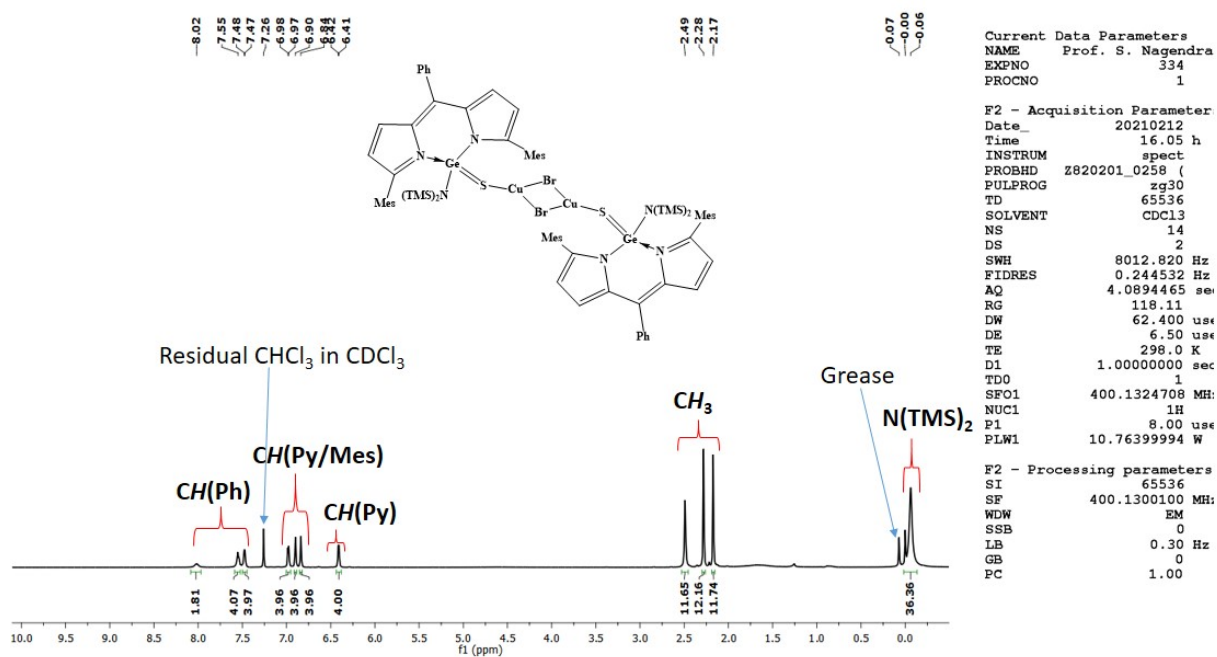 8.02
7.55
7.48
7.47
7.26
6.98
6.97
6.90
6.84
6.42
6.41
2.49
2.28
2.17
0.07
-0.00
-0.06
Ph
N
N
Mes
Mes
Ge
(TMS)₂N
S
Cu
Br
Br
Cu
S
N(TMS)₂
Mes
Mes
Ge
N
N
Ph
Residual CHCl₃ in CDCl₃
Grease
CH₃
N(TMS)₂
CH(Py/Mes)
CH(Ph)
CH(Py)
1.81
4.07
3.97
3.96
3.96
3.96
4.00
11.65
12.16
11.74
36.36
10.0 9.5 9.0 8.5 8.0 7.5 7.0 6.5 6.0 5.5 5.0 4.5 4.0 3.5 3.0 2.5 2.0 1.5 1.0 0.5 0.0
f1 (ppm)
Current Data Parameters
NAME Prof. S. Nagendra
EXPNO 334
PROCNO 1
F2 - Acquisition Parameters
Date_ 20210212
Time 16.05 h
INSTRUM spect
PROBHD Z820201_0258 (
PULPROG zg30
TD 65536
SOLVENT CDCl3
NS 14
DS 2
SWH 8012.820 Hz
FIDRES 0.244532 Hz
AQ 4.0894465 sec
RG 118.11
DW 62.400 use
DE 6.50 use
TE 298.0 K
D1 1.00000000 sec
TD0 1
SFO1 400.1324708 MHz
NUC1 1H
P1 8.00 use
PLW1 10.76399994 W
F2 - Processing parameters
SI 65536
SF 400.1300100 MHz
WDW EM
SSB 0
LB 0.30 Hz
GB 0
PC 1.00